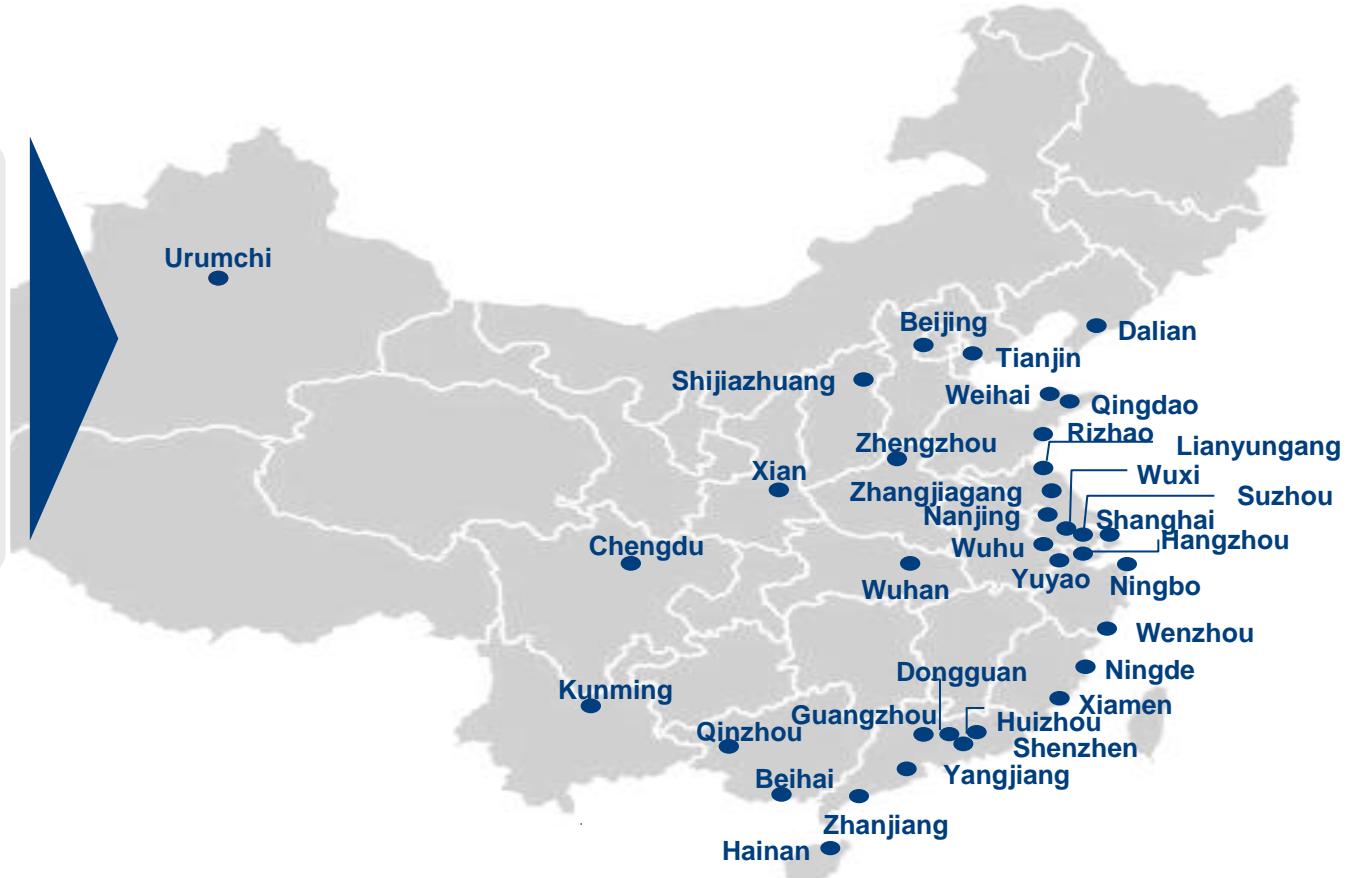 Urumchi
Beijing
Dalian
Tianjin
Shijiazhuang
Weihai
Qingdao
Rizhao
Zhengzhou
Lianyungang
Xian
Wuxi
Zhangjiagang
Suzhou
Nanjing
Shanghai
Chengdu
Wuhu
Hangzhou
Wuhan
Yuyao
Ningbo
Wenzhou
Dongguan
Ningde
Kunming
Xiamen
Guangzhou
Huizhou
Qinzhou
Shenzhen
Beihai
Yangjiang
Zhanjiang
Hainan